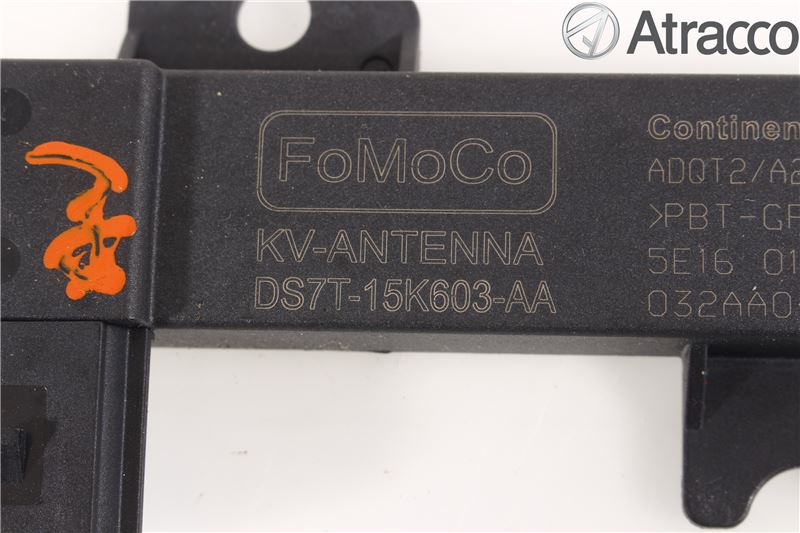 Atracco
FoMoCo
KV-ANTENNA
DS7T-15K603-AA
Continen
ADQT2/A2
>PBT-GF
5E16 01
032AA0